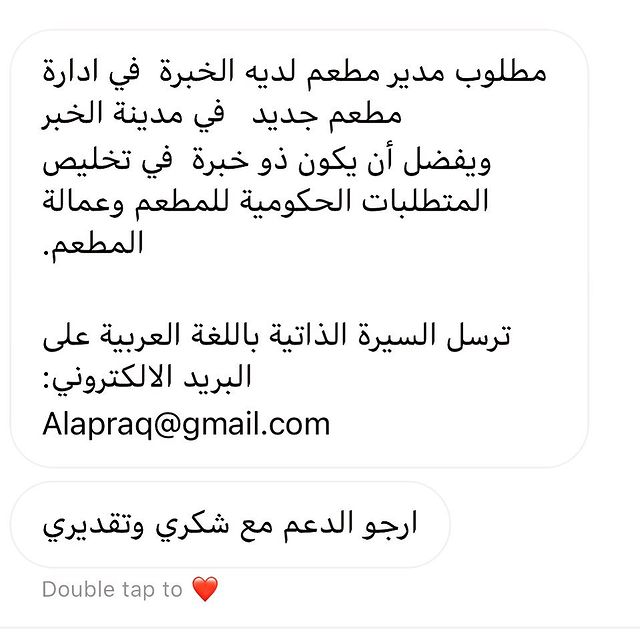 مطلوب مدير مطعم لديه الخبرة في ادارة
مطعم جديد في مدينة الخبر
ويفضل أن يكون ذو خبرة في تخليص
المتطلبات الحكومية للمطعم وعمالة
المطعم.
ترسل السيرة الذاتية باللغة العربية على
البريد الالكتروني:
Alapraq@gmail.com
ارجو الدعم مع شكري وتقديري
Double tap to ❤️